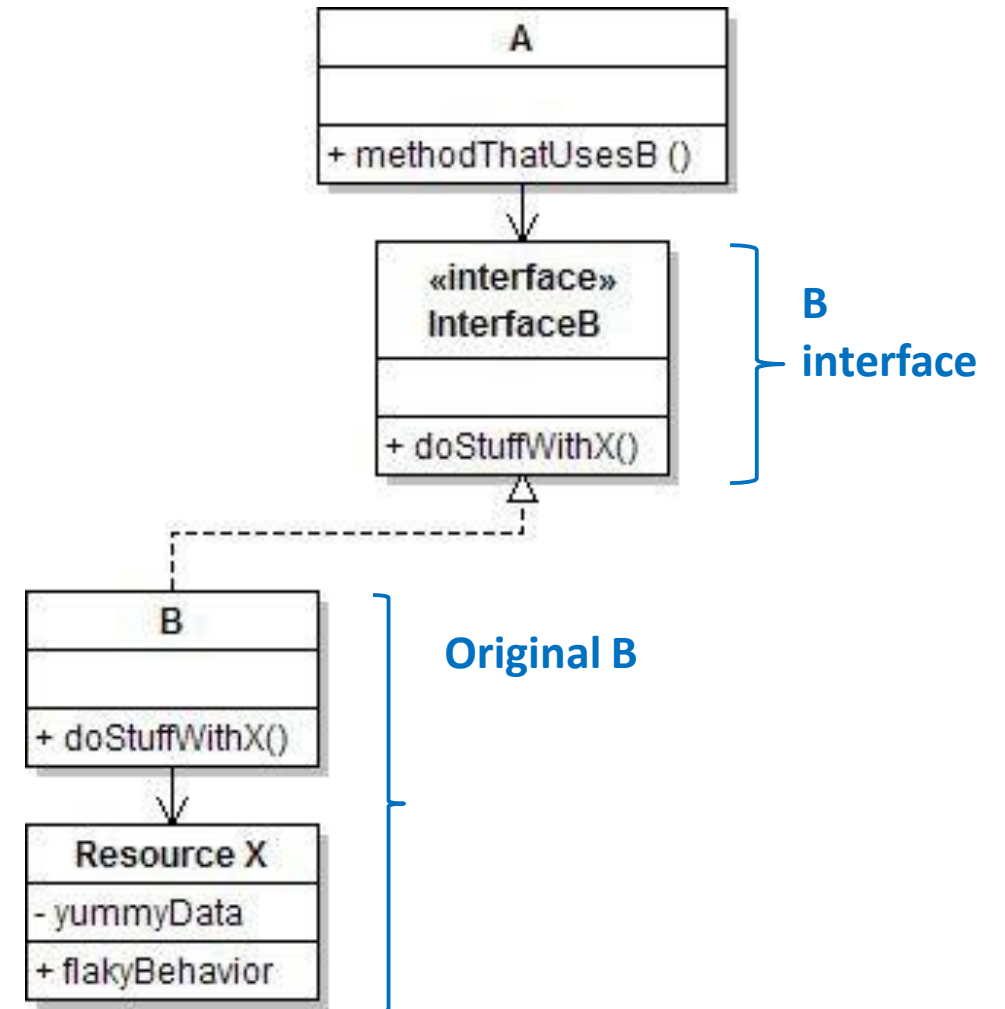 A
+ methodThatUsesB ()
«interface»
InterfaceB
+ doStuffWithX()
B
interface
B
+ doStuffWithX()
Original B
Resource X
- yummyData
+ flakyBehavior